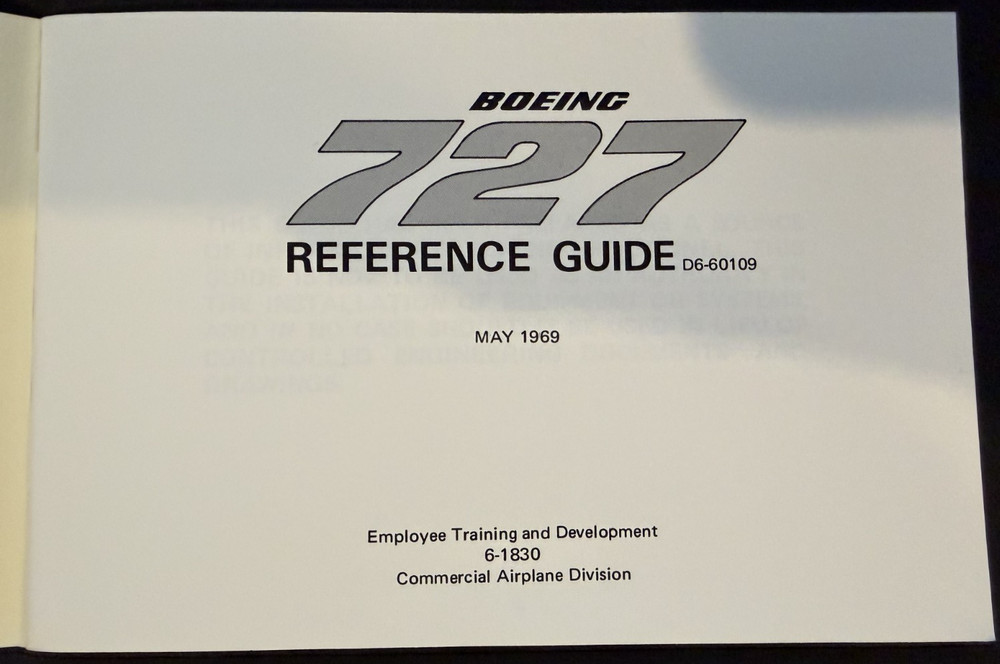 BOEING
727
REFERENCE GUIDE D6-60109
MAY 1969
Employee Training and Development
6-1830
Commercial Airplane Division